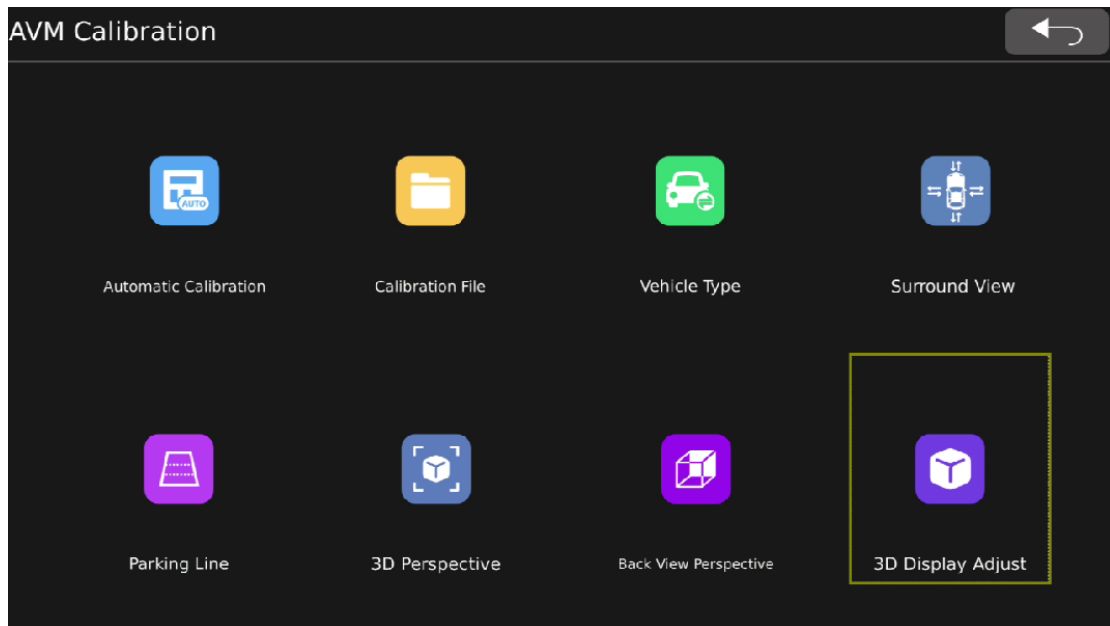 AVM Calibration
AUTO
Automatic Calibration
Calibration File
Vehicle Type
Surround View
Parking Line
3D Perspective
Back View Perspective
3D Display Adjust